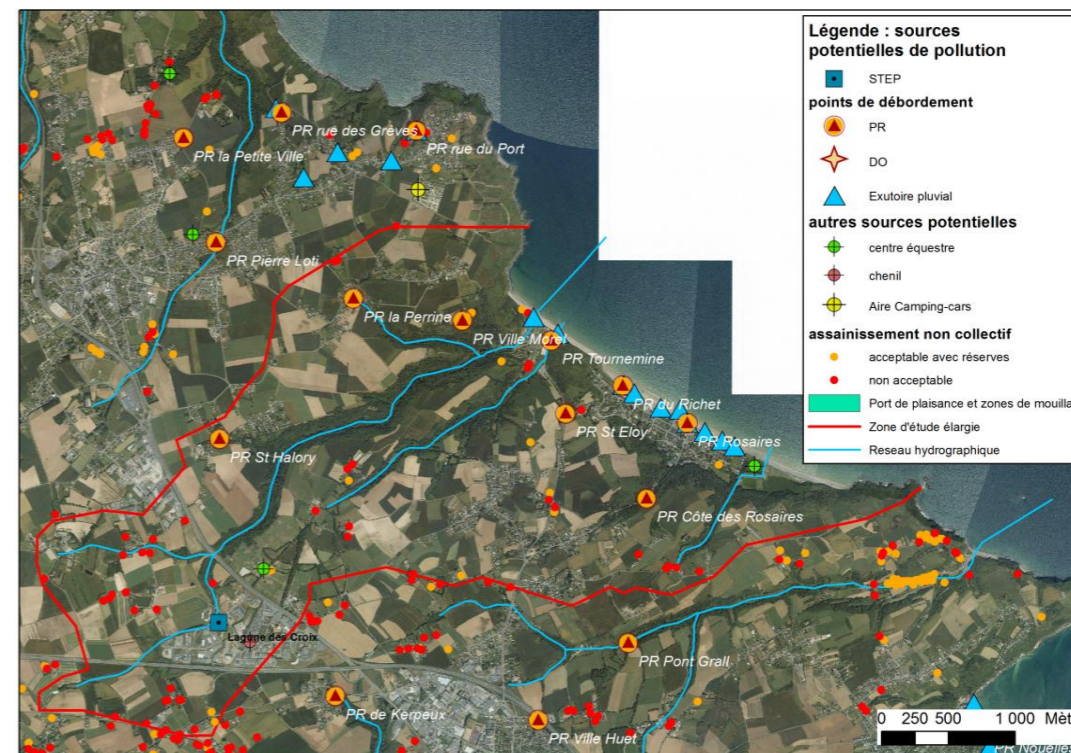 Légende : sources
potentielles de pollution
STEP
points de débordement
PR
DO
Exutoire pluvial
autres sources potentielles
centre équestre
chenil
Aire Camping-cars
assainissement non collectif
acceptable avec réserves
non acceptable
Port de plaisance et zones de mouilla
Zone d'étude élargie
Reseau hydrographique
PR rue des Grèves
PR rue du Port
PR la Petite Ville
PR Pierre Loti
PR la Perrine
PR Ville Morel
PR Tournemine
PR du Richet
PR St Eloy
PR Rosaires
PR St Halory
PR Côte des Rosaires
Lagune des Croix
PR Pont Grall
PR de Kerpeux
PR Ville Huet
0 250 500 1 000 Mèt
PR Nouelles